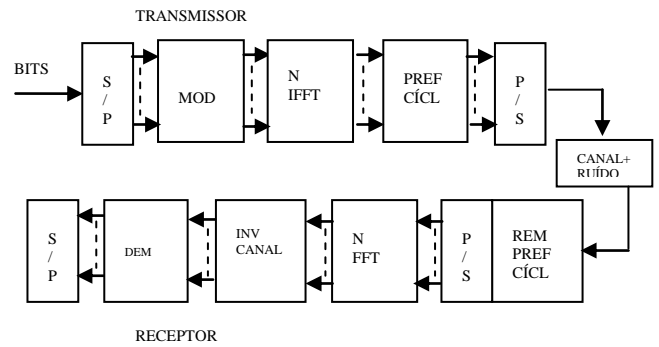 TRANSMISSOR
BITS
S
/
P
MOD
N
IFFT
PREF
CÍCL
P
/
S
CANAL+
RUÍDO
S
/
P
DEM
INV
CANAL
N
FFT
P
/
S
REM
PREF
CÍCL
RECEPTOR